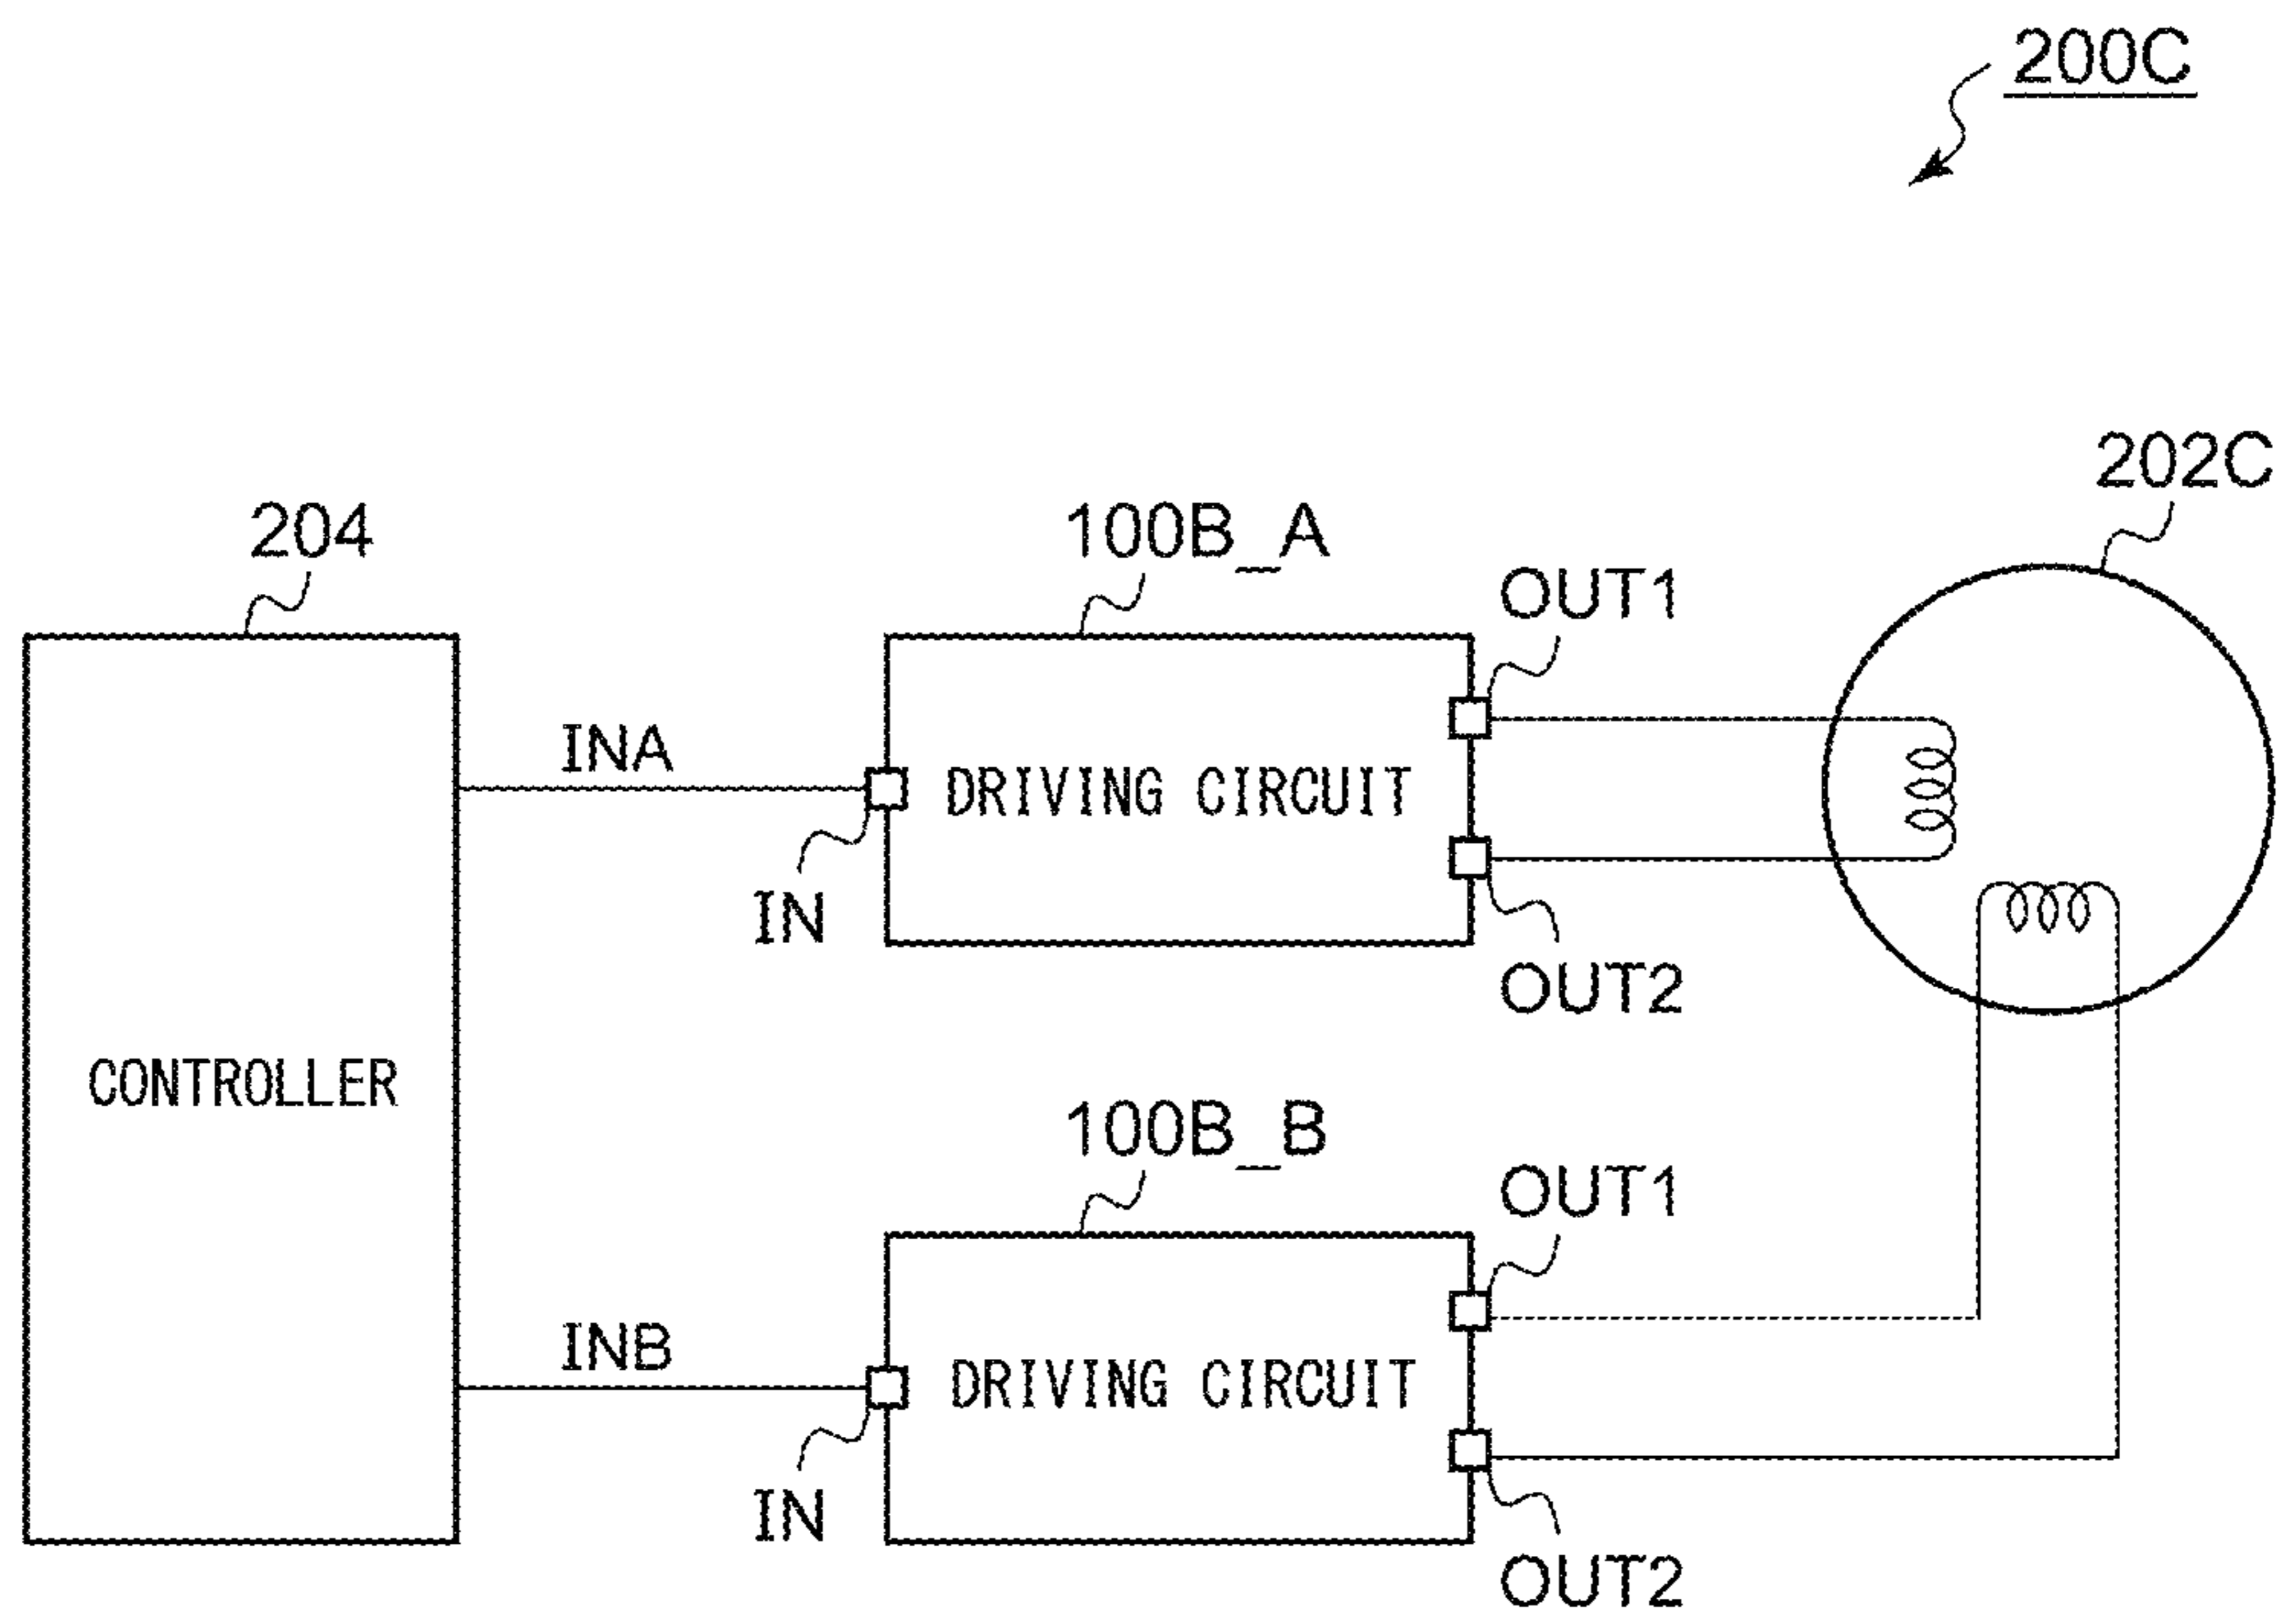 200C
202C
204
100B_A
OUT1
INA
DRIVING CIRCUIT
IN
OUT2
CONTROLLER
100B_B
OUT1
INB
DRIVING CIRCUIT
IN
OUT2